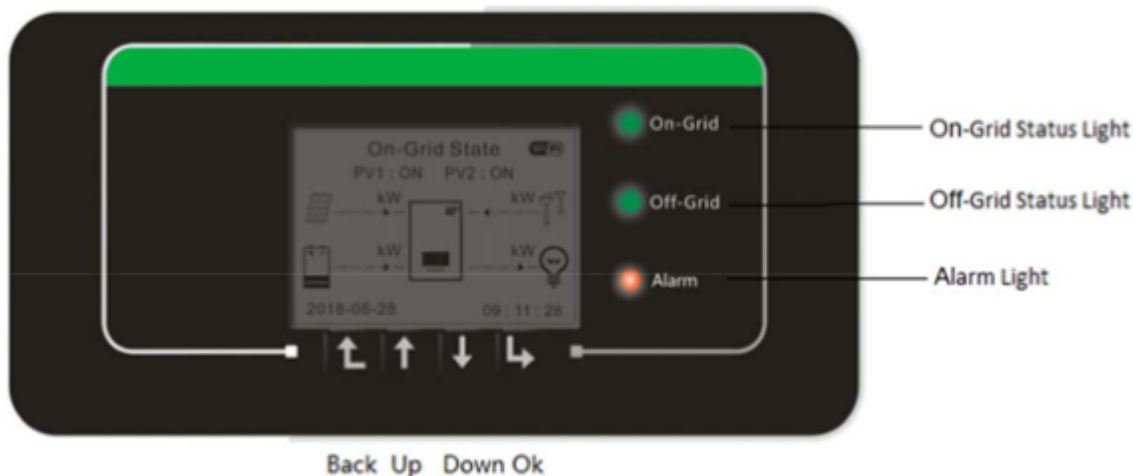 On-Grid State
PV1 : ON PV2 : ON
kW kW
kW kW
2018-06-28 09 : 11 : 28
On-Grid
Off-Grid
Alarm
On-Grid Status Light
Off-Grid Status Light
Alarm Light
Back Up Down Ok